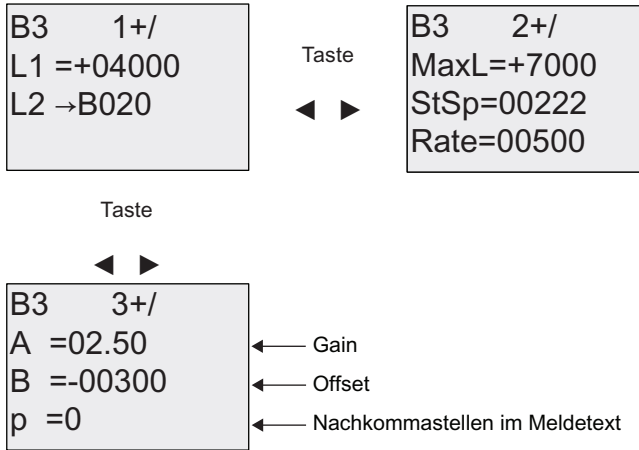 B3 1+/
L1 =+04000
L2 →B020
Taste
◄ ►
B3 2+/
MaxL=+7000
StSp=00222
Rate=00500
Taste
◄ ►
B3 3+/
A =02.50
B =-00300
p =0
Gain
Offset
Nachkommastellen im Meldetext